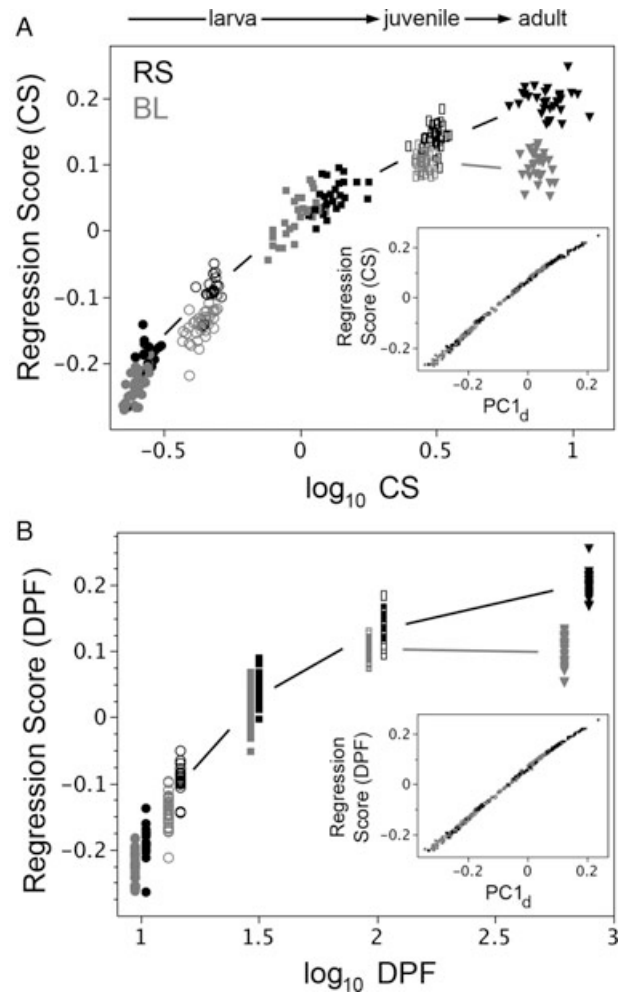 A
larva juvenile adult
RS
BL
Regression Score (CS)
0.2
0.1
0
−0.1
−0.2
−0.5 0 0.5 1
log10 CS
Regression
Score (CS)
0.2
0
−0.2
−0.2 0 0.2
PC1d
B
Regression Score (DPF)
0.2
0.1
0
−0.1
−0.2
1 1.5 2 2.5 3
log10 DPF
Regression
Score (DPF)
0.2
0
−0.2
−0.2 0 0.2
PC1d